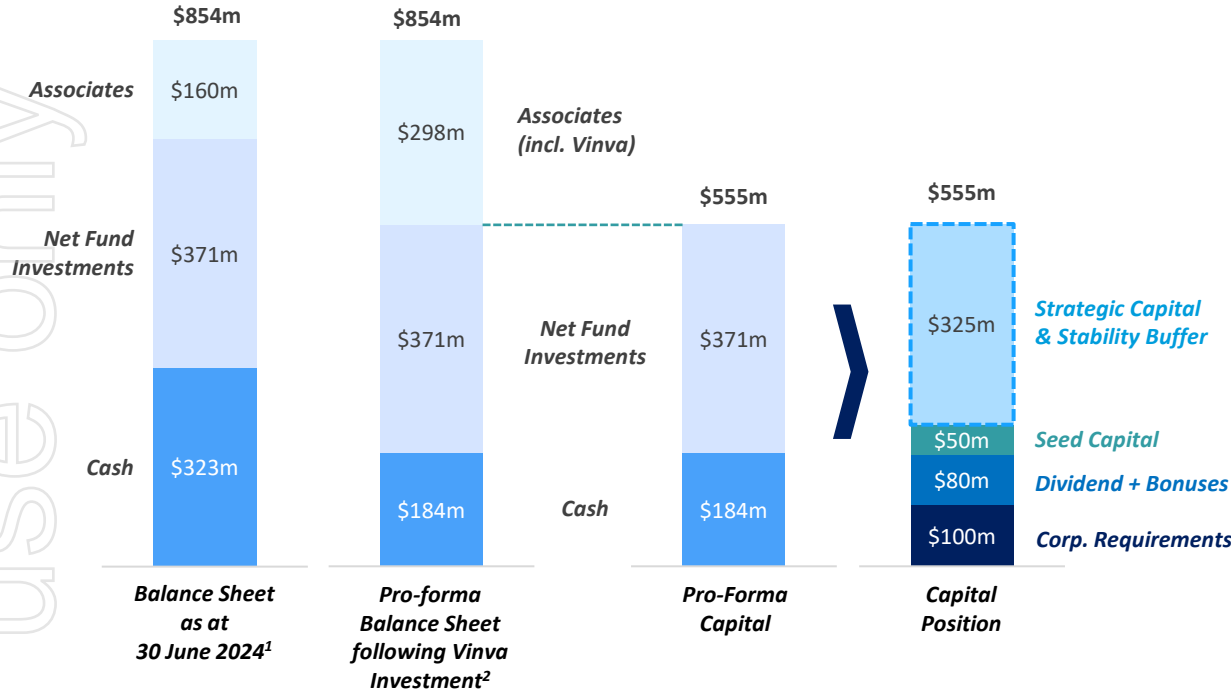 $854m
Associates
$160m
Net Fund
Investments
$371m
Cash
$323m
Balance Sheet
as at
30 June 2024¹
$854m
$298m
Associates
(incl. Vinva)
$371m
$184m
Pro-forma
Balance Sheet
following Vinva
Investment²
$555m
Net Fund
Investments
$371m
Cash
$184m
Pro-Forma
Capital
$555m
$325m
Strategic Capital
& Stability Buffer
$50m
Seed Capital
$80m
Dividend + Bonuses
$100m
Corp. Requirements
Capital
Position
use only